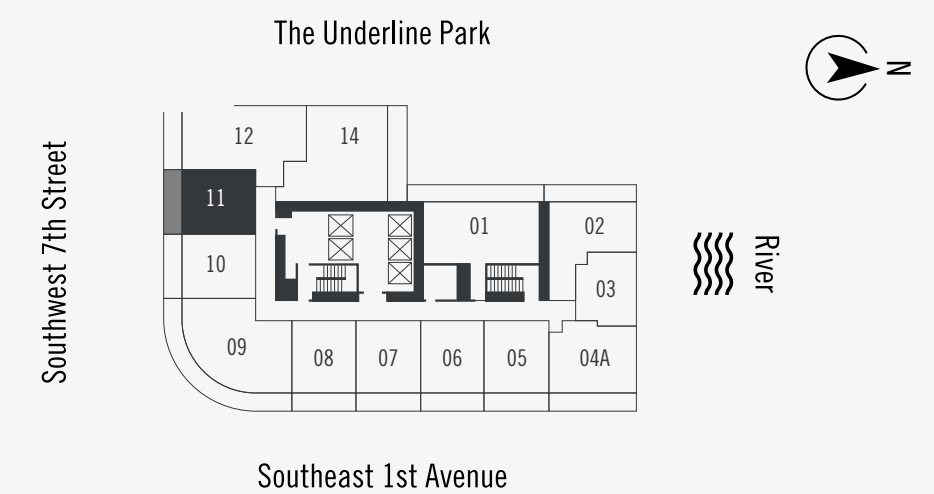 The Underline Park
N
Southwest 7th Street
12
14
11
01
02
10
03
09
08
07
06
05
04A
River
Southeast 1st Avenue